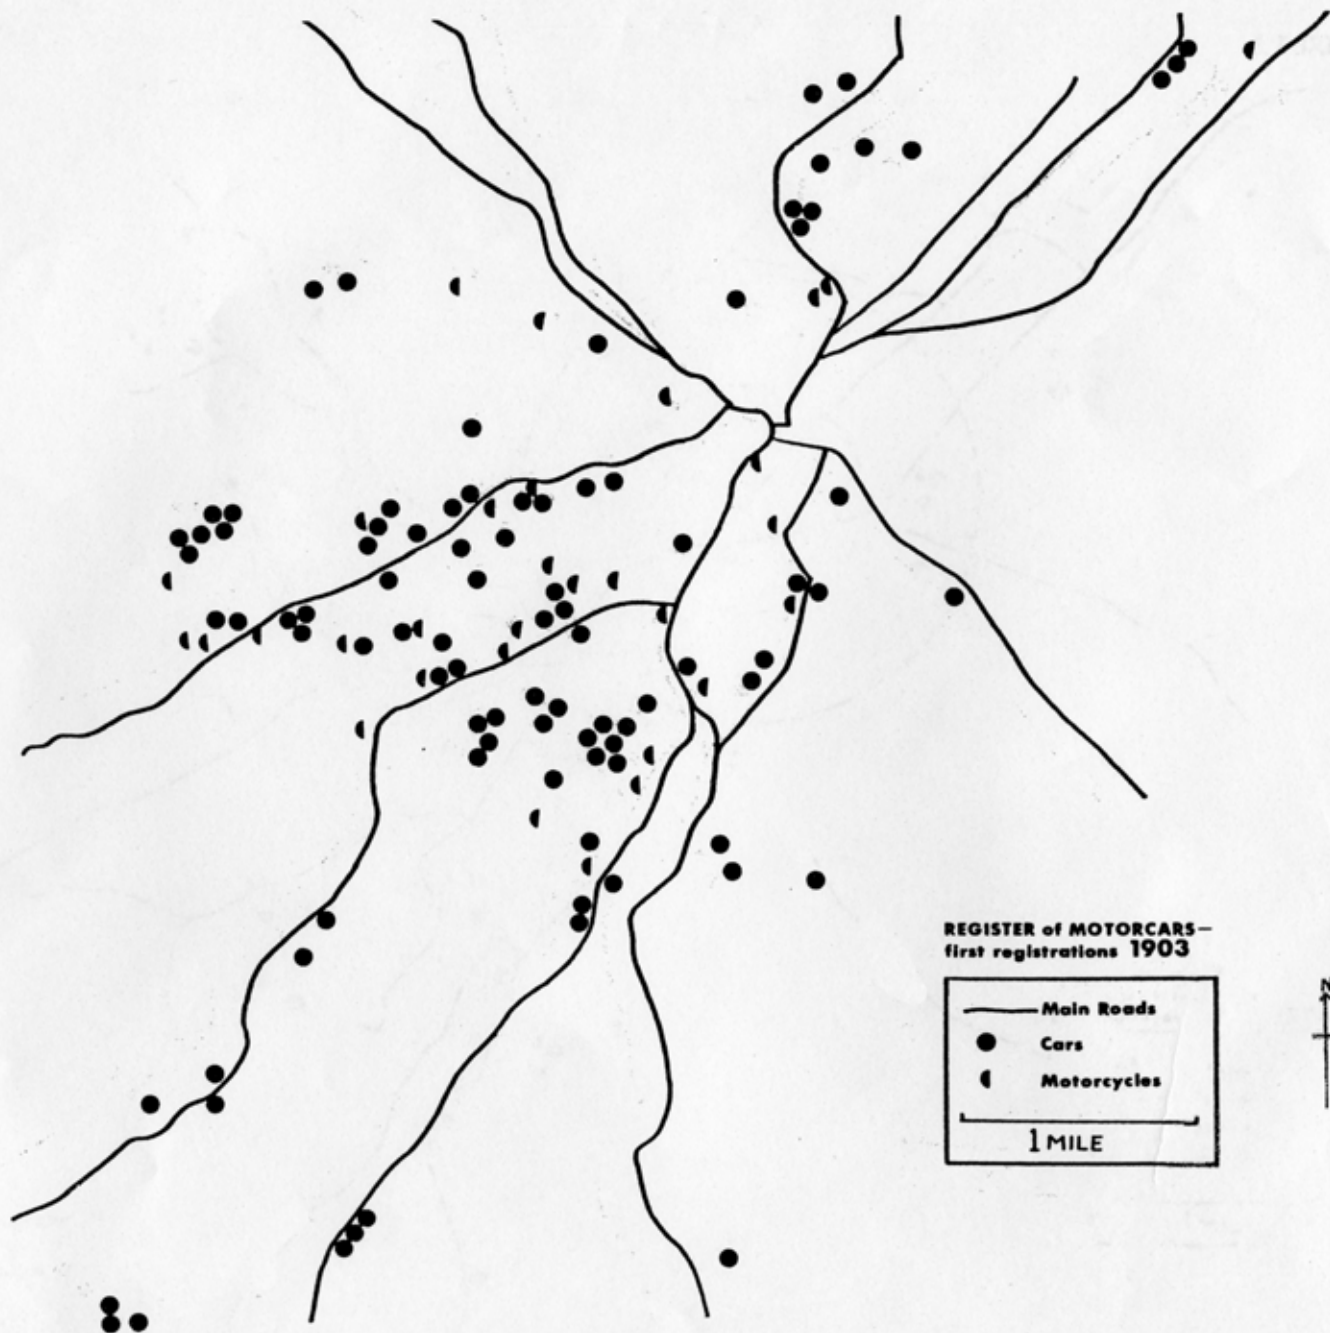 REGISTER of MOTORCARS—
first registrations 1903
Main Roads
Cars
Motorcycles
1 MILE
N